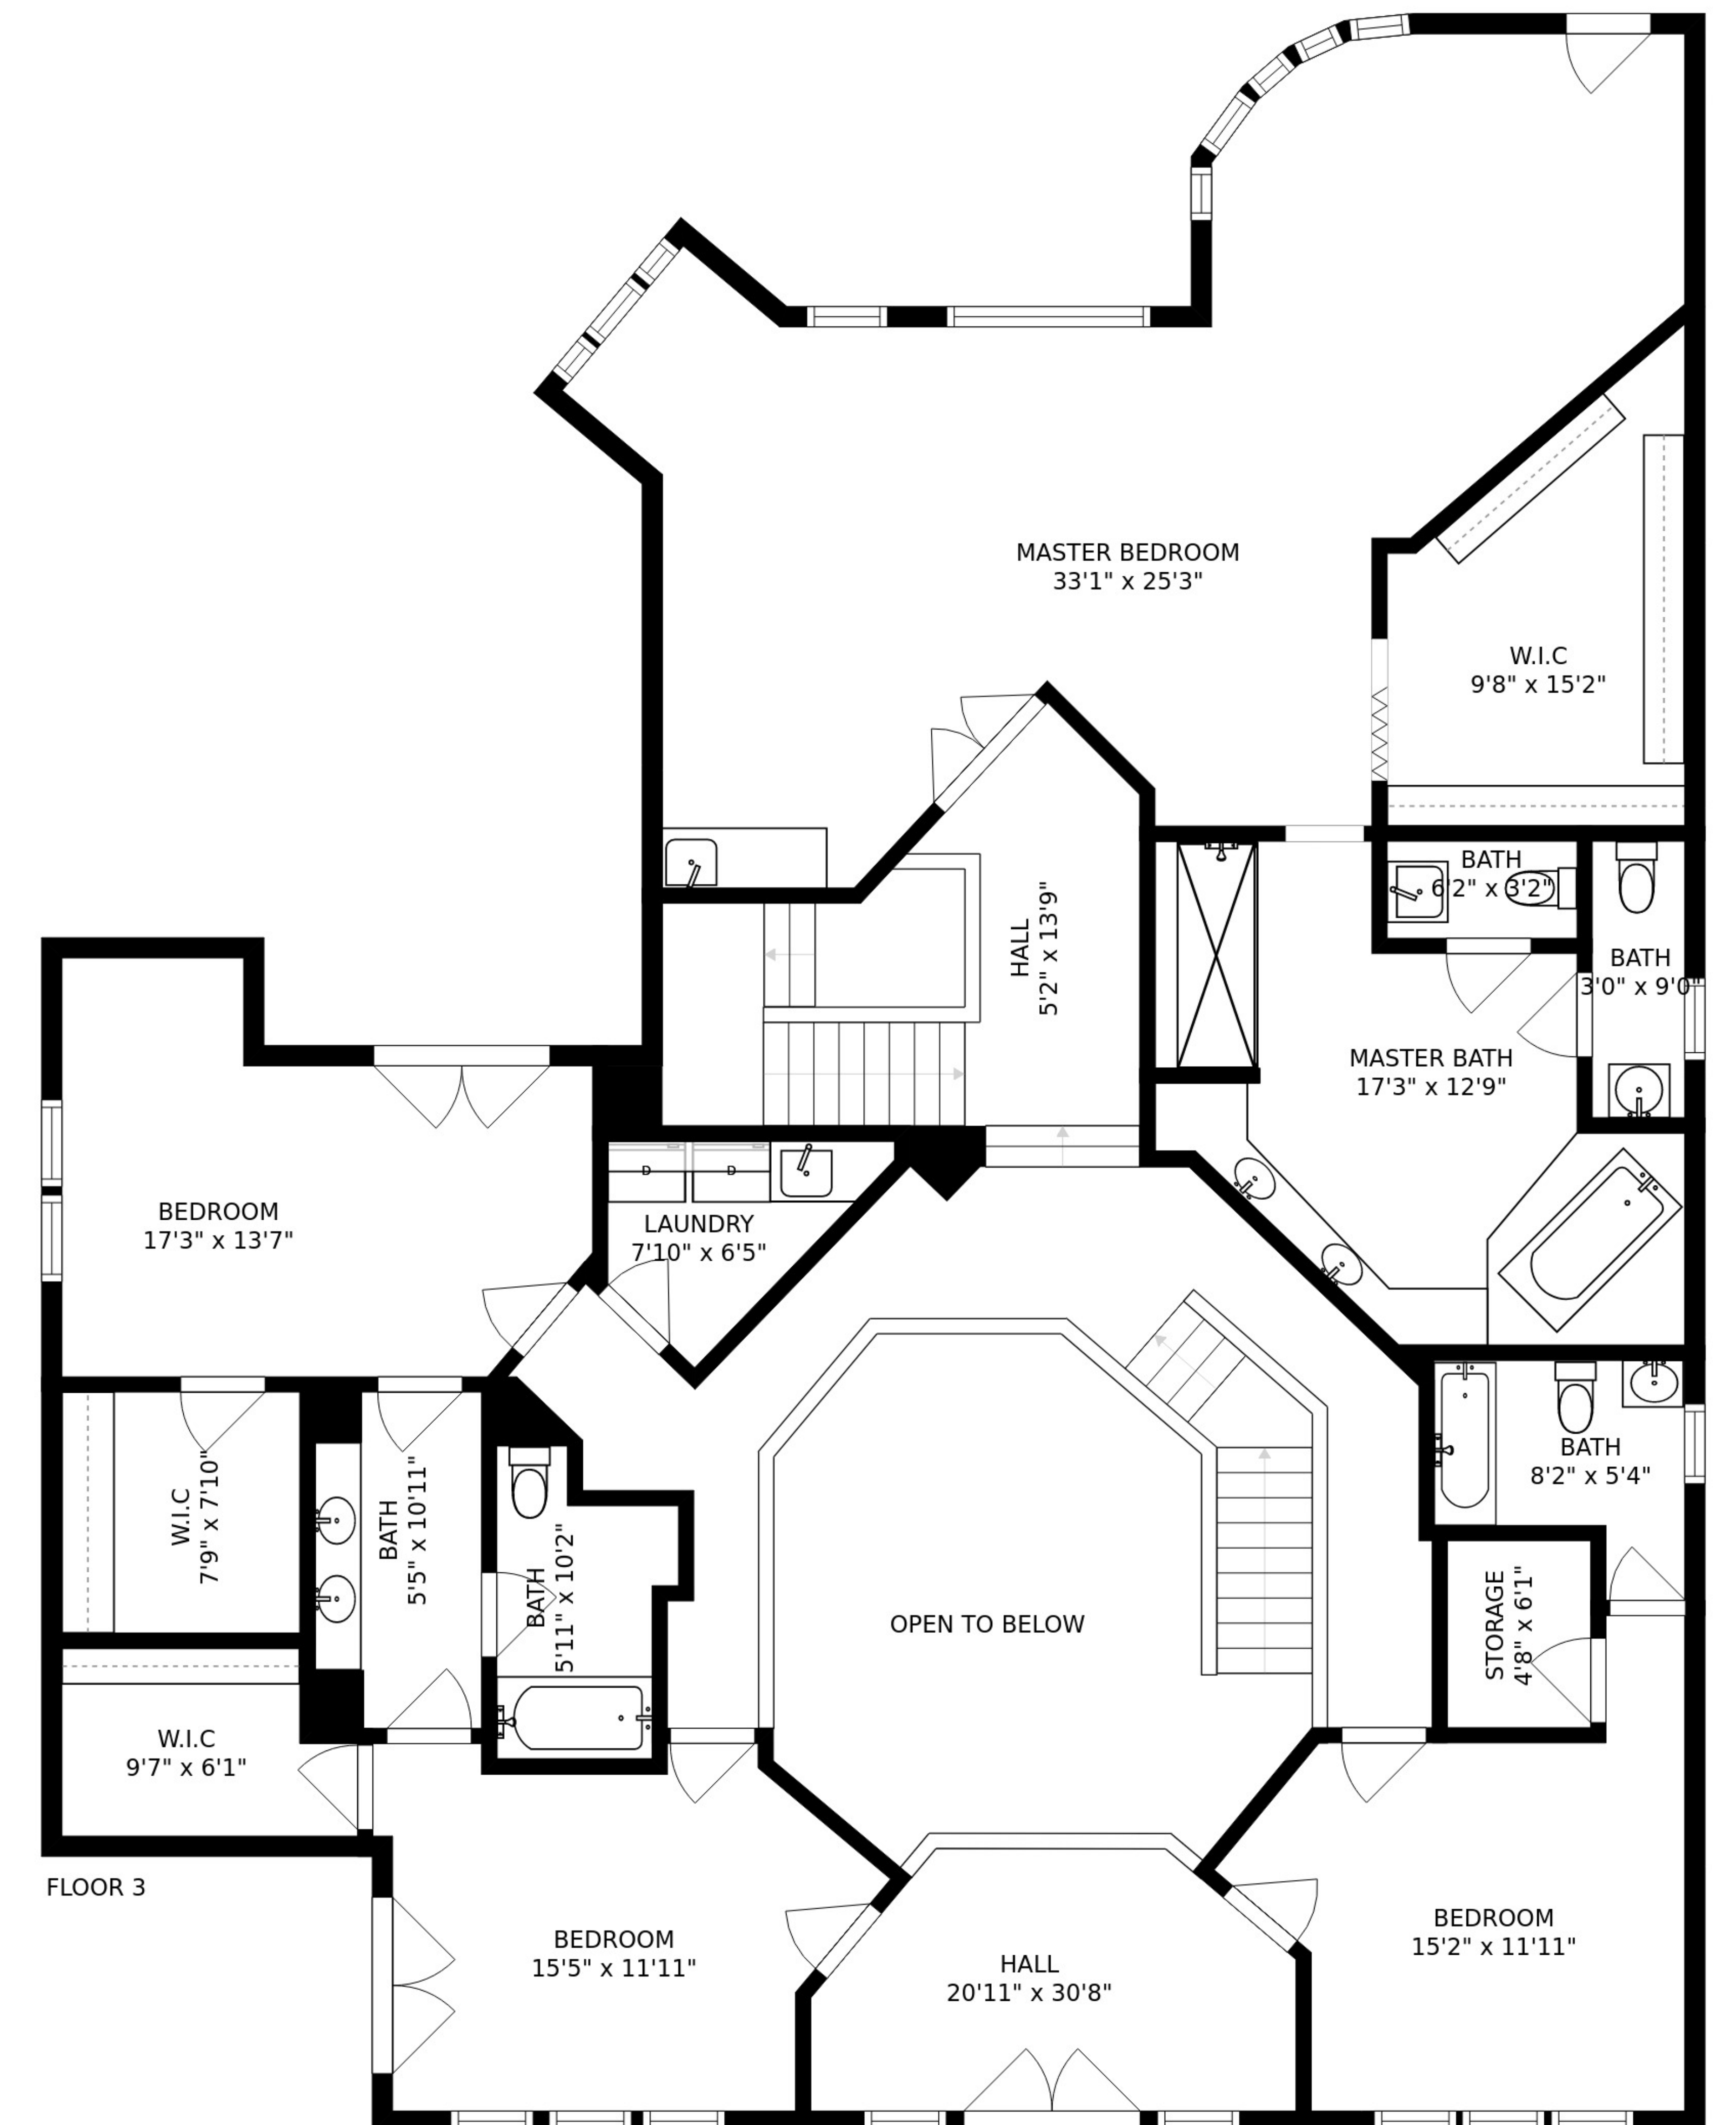 MASTER BEDROOM
33'1" x 25'3"
W.I.C
9'8" x 15'2"
BATH
6'2" x 3'2"
HALL
5'2" x 13'9"
BATH
3'0" x 9'0"
MASTER BATH
17'3" x 12'9"
D
D
BEDROOM
17'3" x 13'7"
LAUNDRY
7'10" x 6'5"
BATH
8'2" x 5'4"
W.I.C
7'9" x 7'10"
BATH
5'5" x 10'11"
BATH
5'11" x 10'2"
OPEN TO BELOW
STORAGE
4'8" x 6'1"
W.I.C
9'7" x 6'1"
FLOOR 3
BEDROOM
15'5" x 11'11"
HALL
20'11" x 30'8"
BEDROOM
15'2" x 11'11"